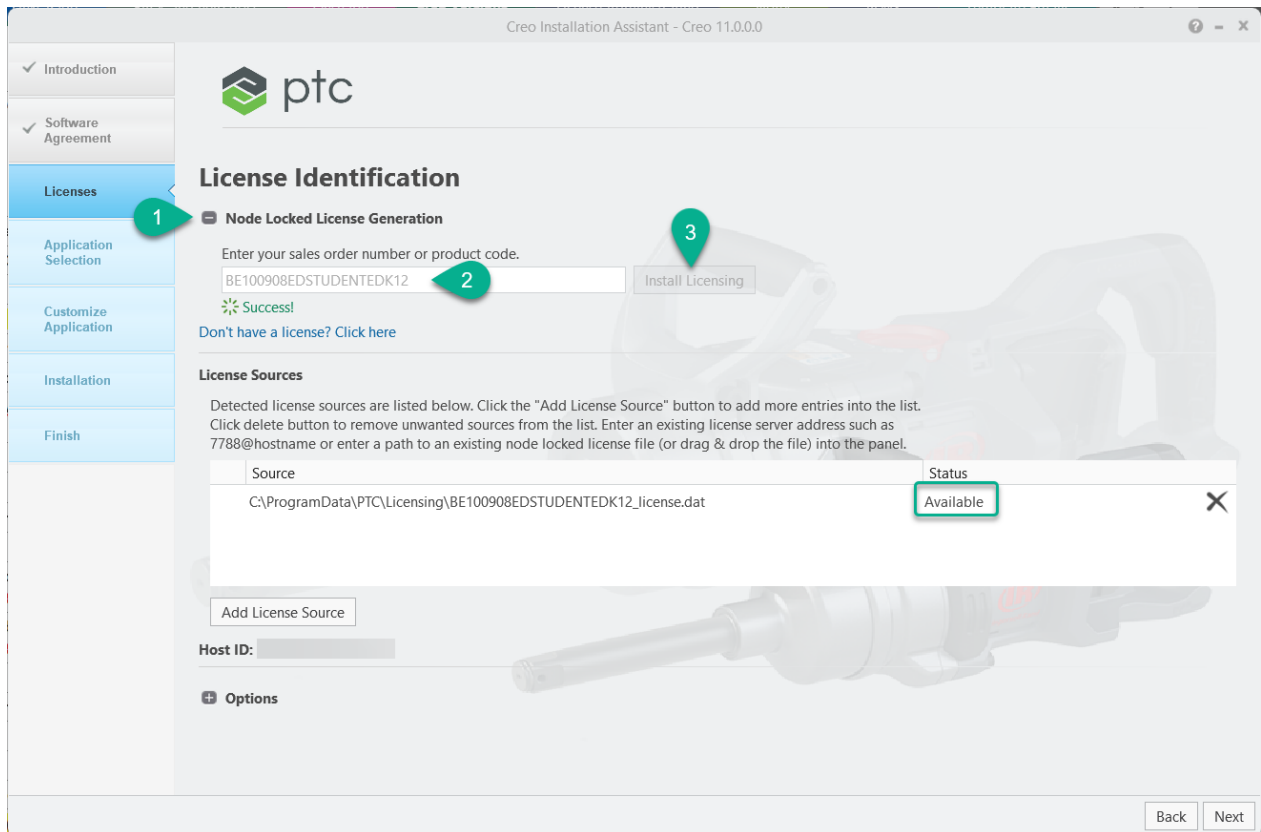 Creo Installation Assistant - Creo 11.0.0.0
Introduction
Software
Agreement
Licenses
Application
Selection
Customize
Application
Installation
Finish
ptc
License Identification
1
Node Locked License Generation
3
Enter your sales order number or product code.
BE100908EDSTUDENTEDK12
2
Install Licensing
Success!
Don't have a license? Click here
License Sources
Detected license sources are listed below. Click the "Add License Source" button to add more entries into the list.
Click delete button to remove unwanted sources from the list. Enter an existing license server address such as
7788@hostname or enter a path to an existing node locked license file (or drag & drop the file) into the panel.
Source
Status
C:\ProgramData\PTC\Licensing\BE100908EDSTUDENTEDK12_license.dat
Available
Add License Source
Host ID:
Options
Back
Next